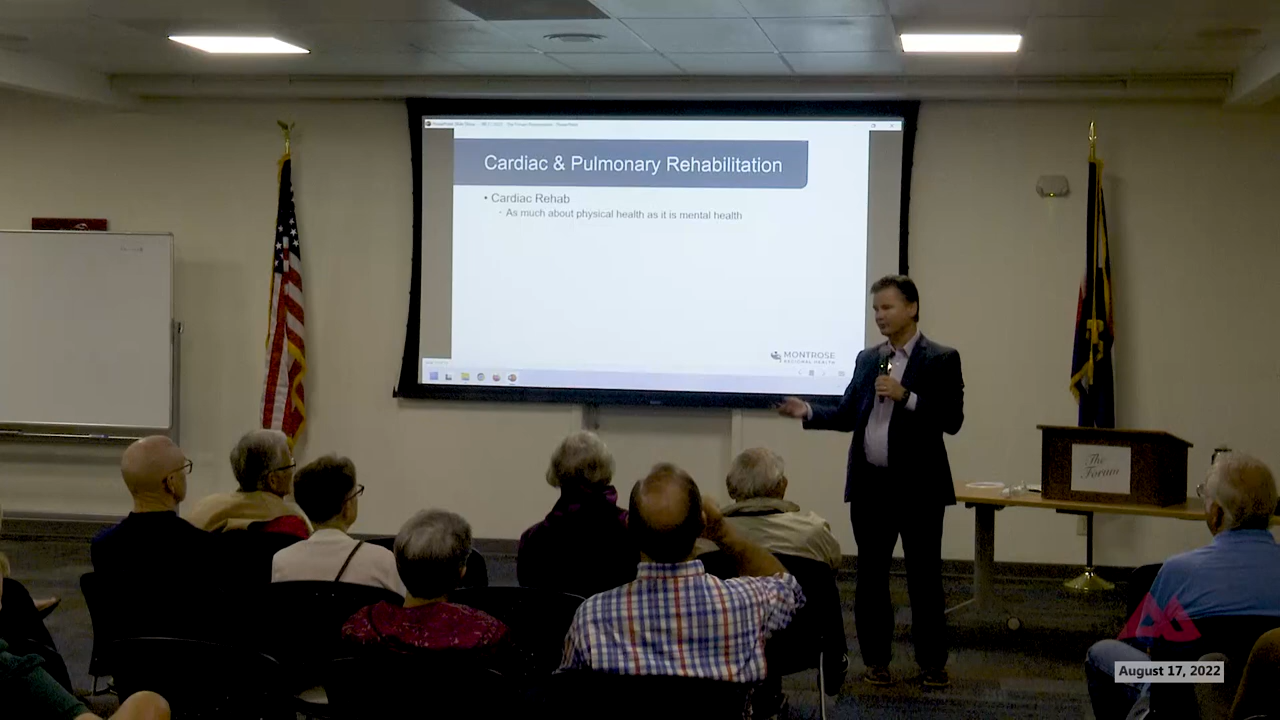 Cardiac & Pulmonary Rehabilitation
• Cardiac Rehab
- As much about physical health as it is mental health
MONTROSE
REGIONAL HEALTH
The
Forum
August 17, 2022